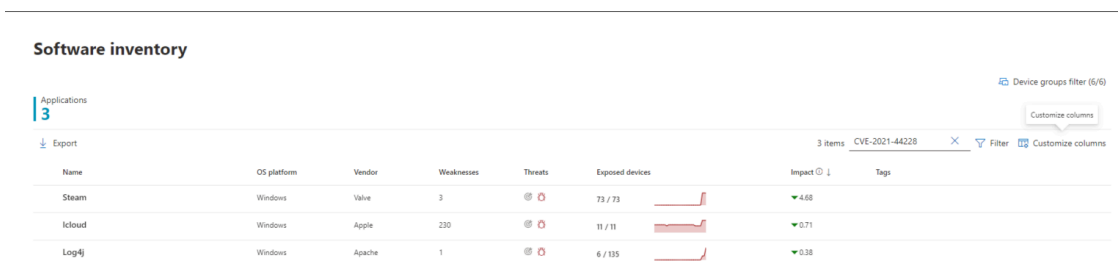 Software inventory
Device groups filter (6/6)
Applications
3
Customize columns
Export
3 items CVE-2021-44228 Filter Customize columns
Name OS platform Vendor Weaknesses Threats Exposed devices Impact ↓ Tags
Steam Windows Valve 3 73 / 73 4.68
Icloud Windows Apple 230 11 / 11 0.71
Log4j Windows Apache 1 6 / 135 0.38